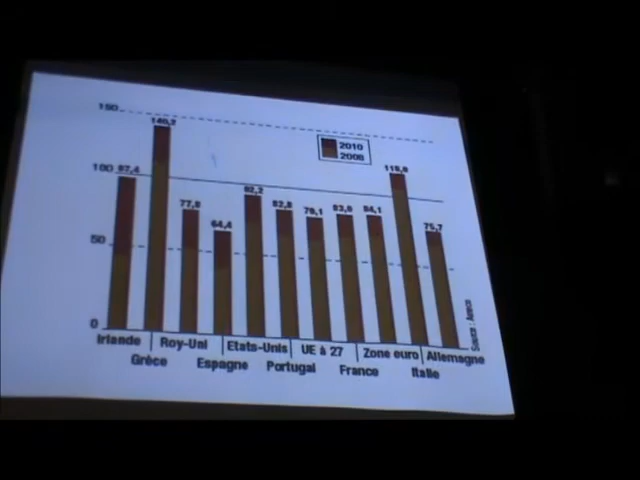 150
140,2
2010
2008
100
97,4
77,8
64,4
92,2
82,8
79,1
83,6
84,1
118,8
75,7
50
0
Irlande
Roy-Uni
Etats-Unis
UE à 27
Zone euro
Allemagne
Grèce
Espagne
Portugal
France
Italie